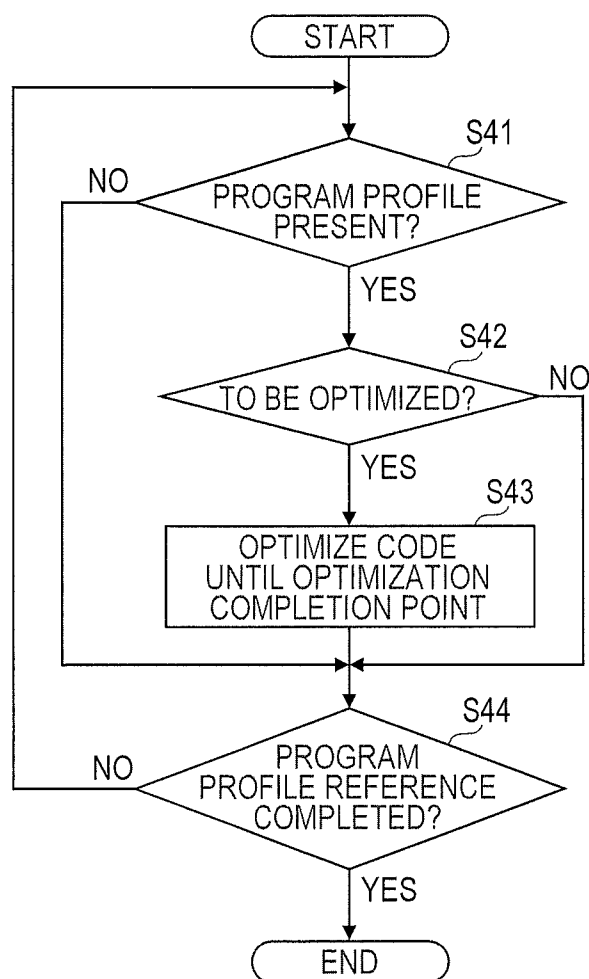 START
S41
NO
PROGRAM PROFILE
PRESENT?
YES
S42
TO BE OPTIMIZED?
NO
YES
S43
OPTIMIZE CODE
UNTIL OPTIMIZATION
COMPLETION POINT
S44
NO
PROGRAM
PROFILE REFERENCE
COMPLETED?
YES
END